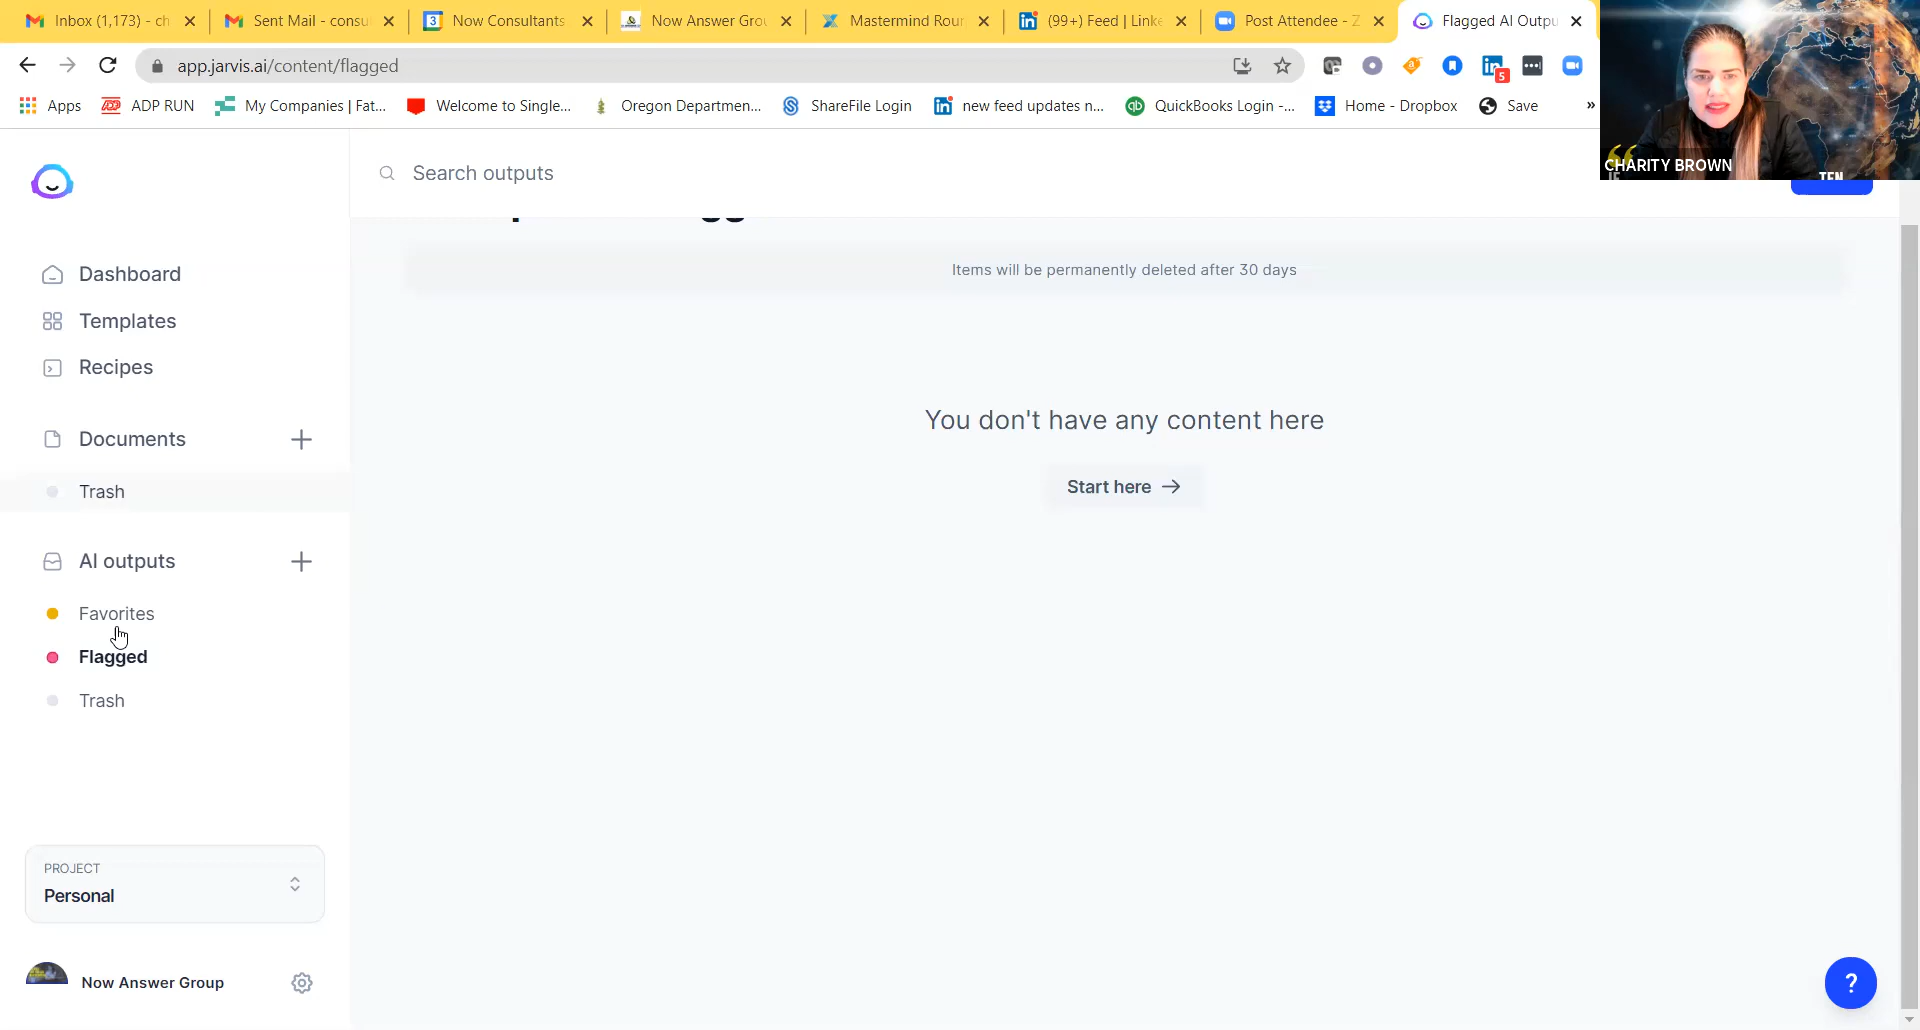 Inbox (1,173) - ch
Sent Mail - consu
3 Now Consultants
Now Answer Grou
Mastermind Roun
(99+) Feed | Linke
Post Attendee - Z
Flagged AI Outpu
app.jarvis.ai/content/flagged
5
Apps
ADP RUN
My Companies | Fat...
Welcome to Single...
Oregon Departmen...
ShareFile Login
new feed updates n...
QuickBooks Login -...
Home - Dropbox
Save
»
CHARITY BROWN
TEN
Search outputs
Items will be permanently deleted after 30 days
You don't have any content here
Start here →
Dashboard
Templates
Recipes
Documents +
Trash
AI outputs +
Favorites
Flagged
Trash
PROJECT
Personal
Now Answer Group
?